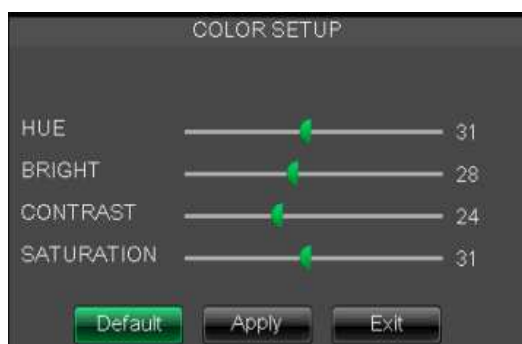 COLOR SETUP
HUE 31
BRIGHT 28
CONTRAST 24
SATURATION 31
Default Apply Exit